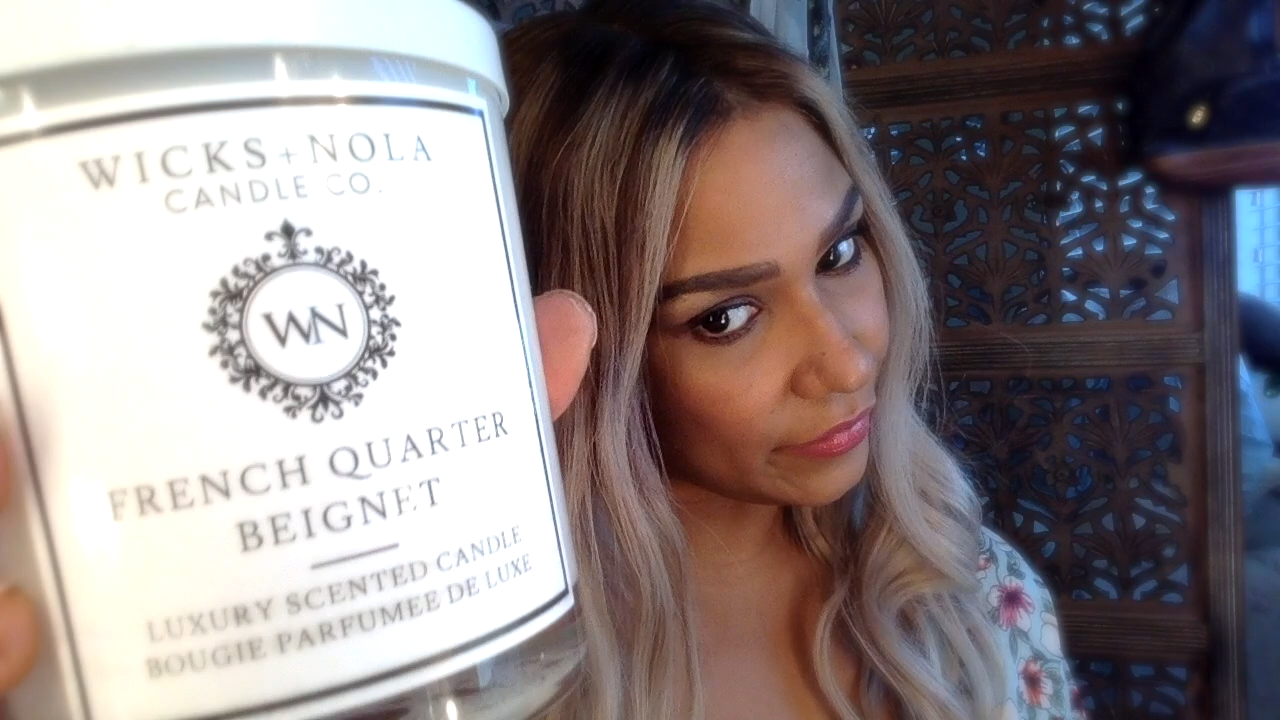 WICKS+NOLA
CANDLE CO.
WN
FRENCH QUARTER
BEIGNET
LUXURY SCENTED CANDLE
BOUGIE PARFUMEE DE LUXE